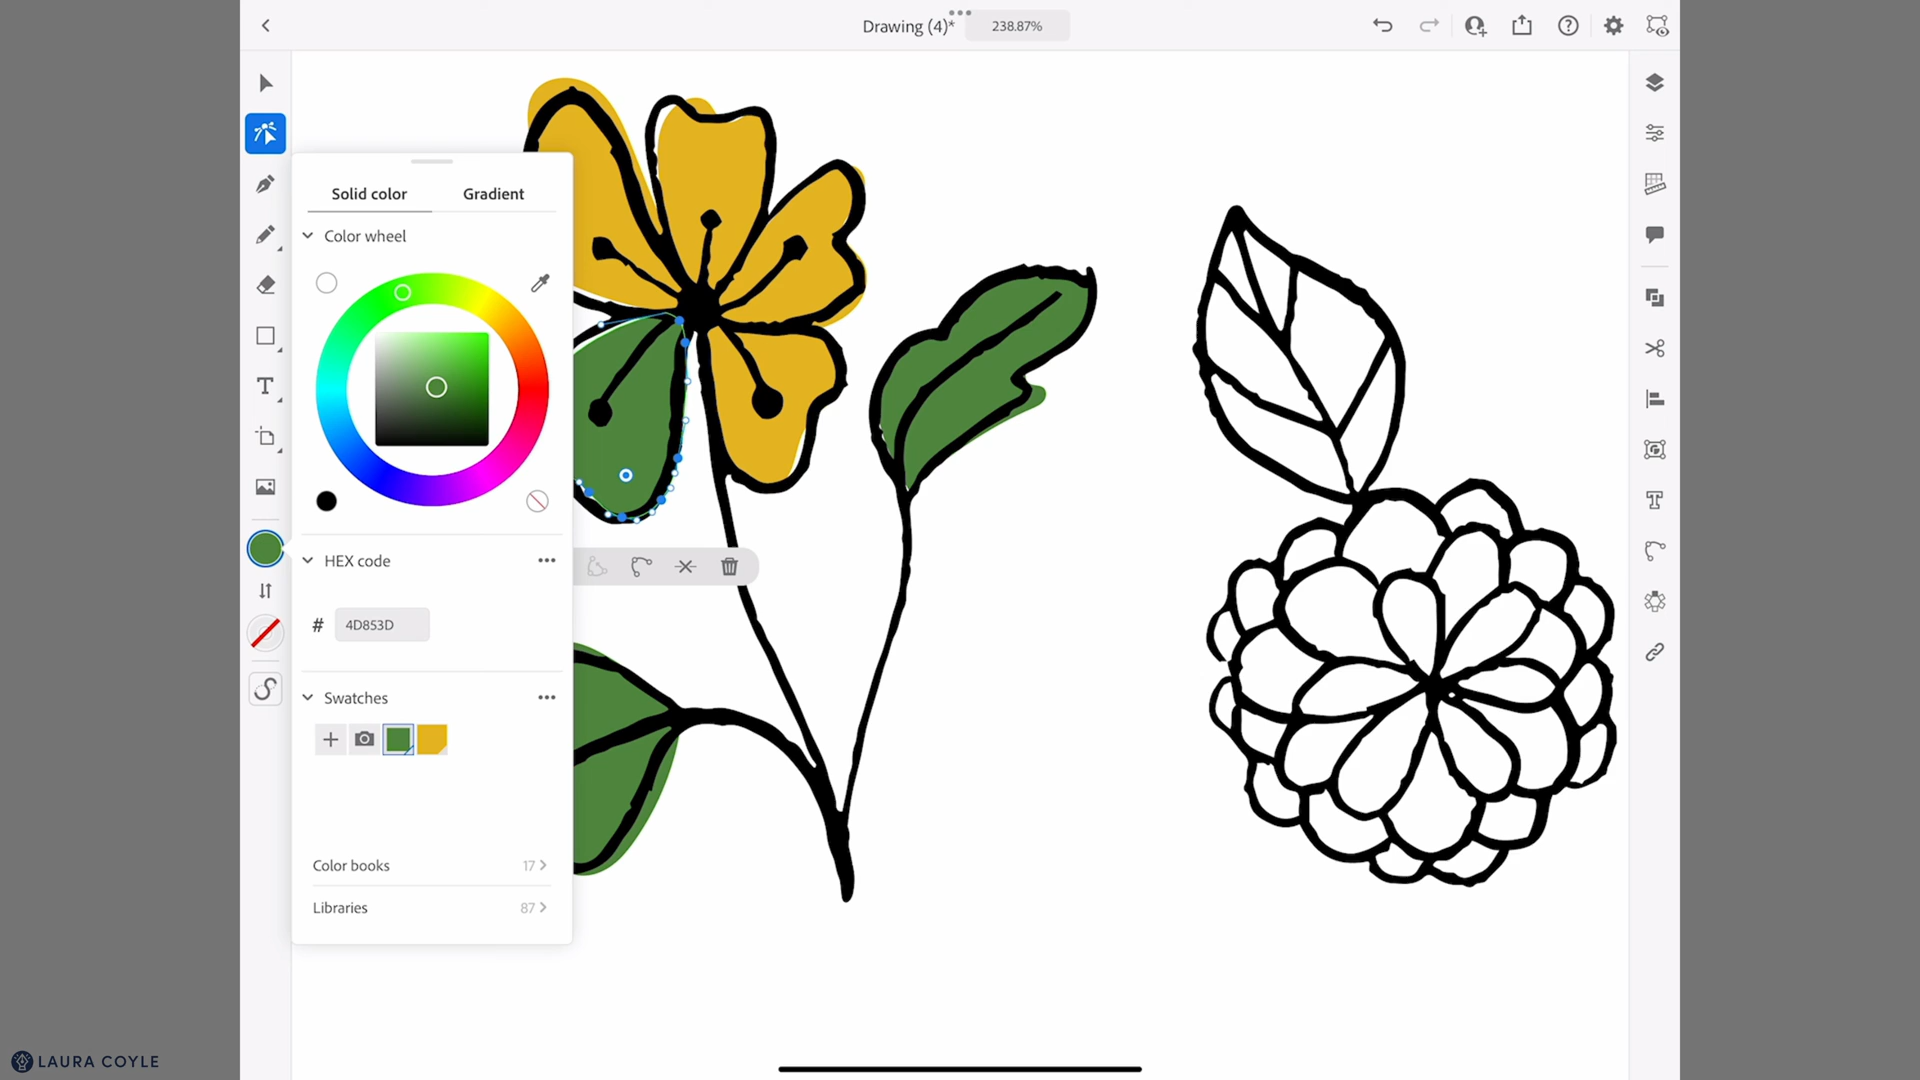 Drawing (4)*
238.87%
Solid color
Gradient
Color wheel
HEX code
# 4D853D
Swatches
Color books
17
Libraries
87
LAURA COYLE